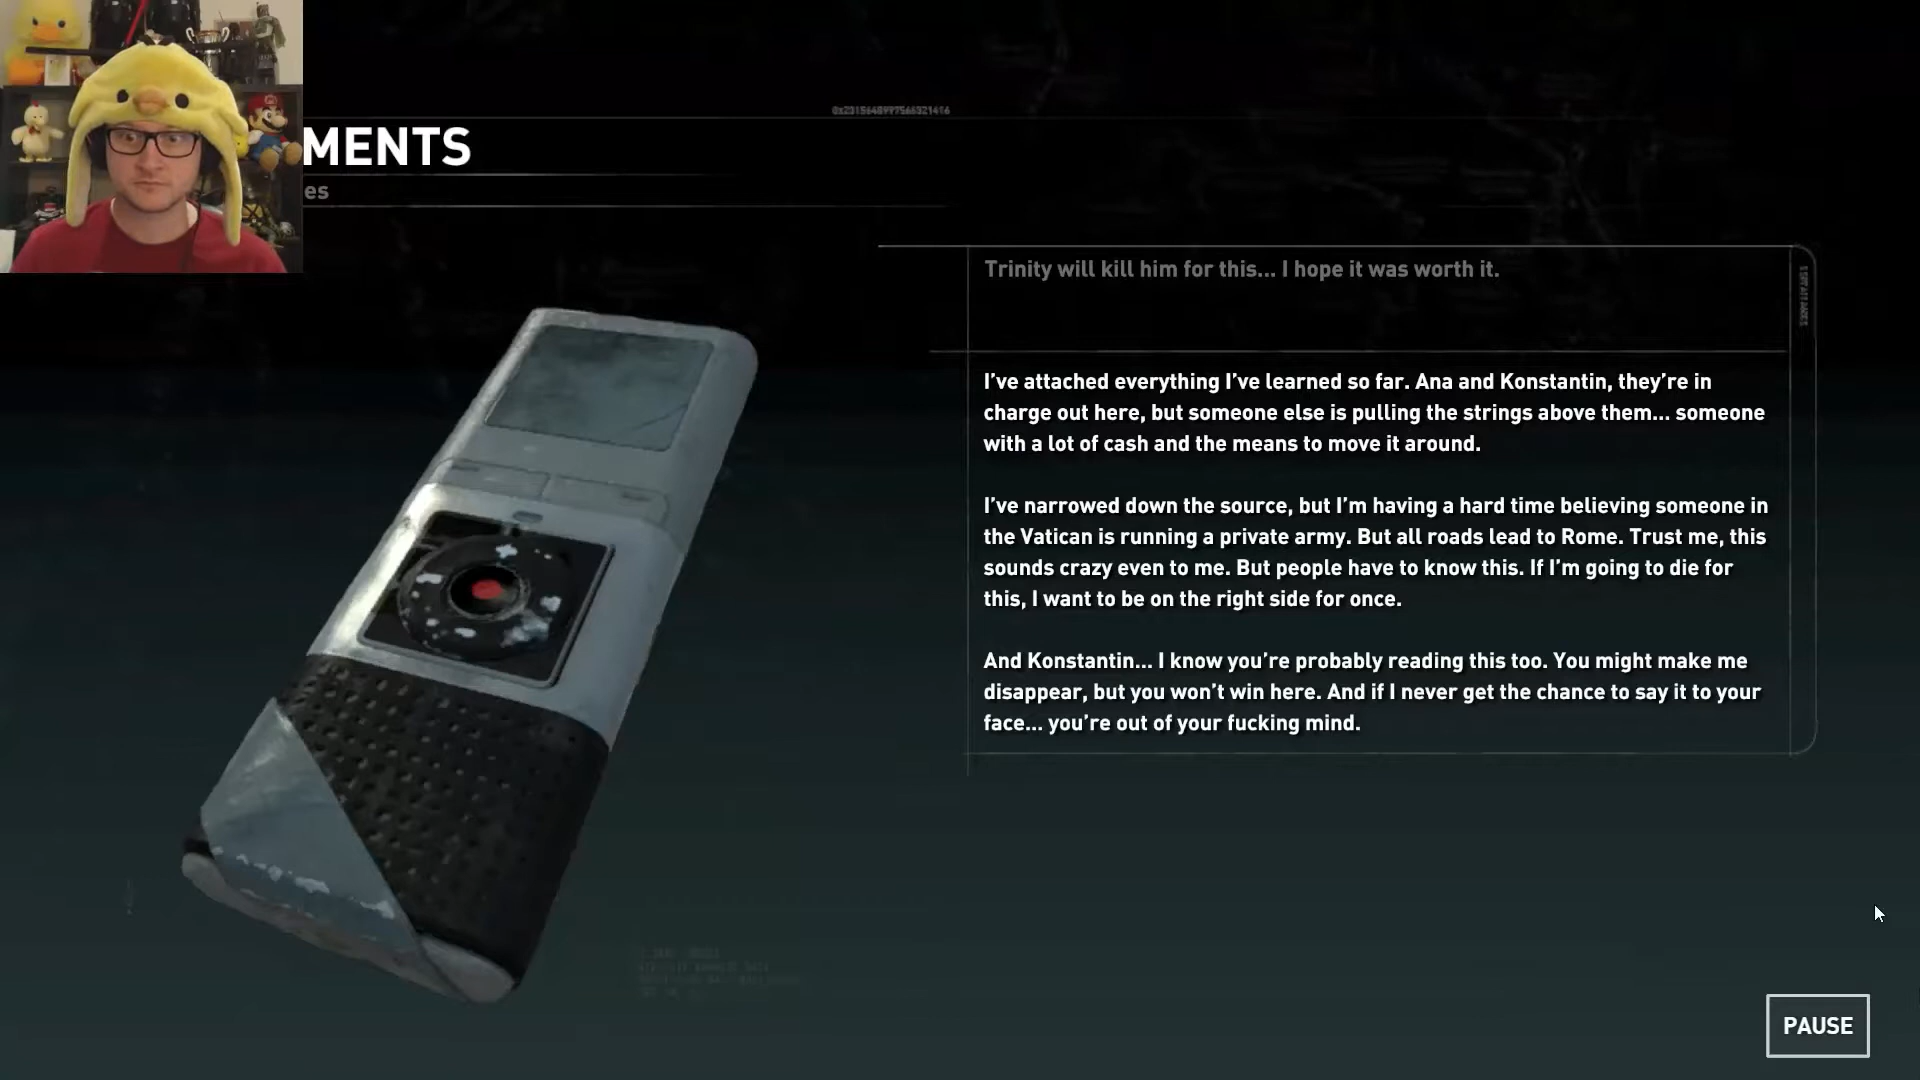 MENTS
es
Trinity will kill him for this... I hope it was worth it.
I've attached everything I've learned so far. Ana and Konstantin, they're in
charge out here, but someone else is pulling the strings above them... someone
with a lot of cash and the means to move it around.
I've narrowed down the source, but I'm having a hard time believing someone in
the Vatican is running a private army. But all roads lead to Rome. Trust me, this
sounds crazy even to me. But people have to know this. If I'm going to die for
this, I want to be on the right side for once.
And Konstantin... I know you're probably reading this too. You might make me
disappear, but you won't win here. And if I never get the chance to say it to your
face... you're out of your fucking mind.
PAUSE